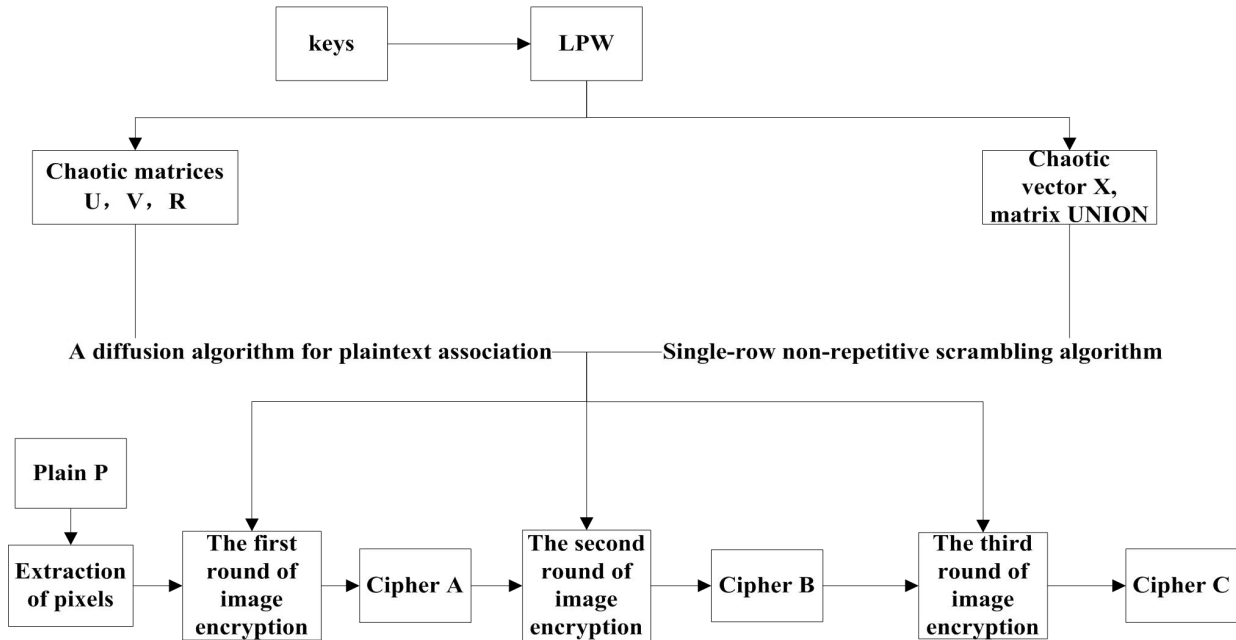 keys
LPW
Chaotic matrices
U，V，R
Chaotic
vector X,
matrix UNION
A diffusion algorithm for plaintext association
Single-row non-repetitive scrambling algorithm
Plain P
Extraction
of pixels
The first
round of
image
encryption
Cipher A
The second
round of
image
encryption
Cipher B
The third
round of
image
encryption
Cipher C